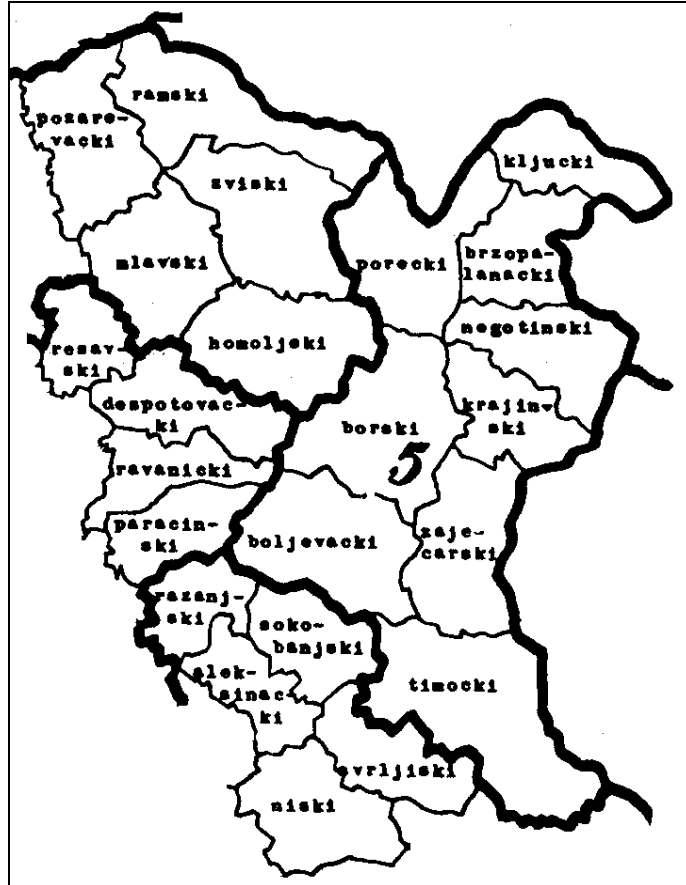 ramski
pozare-
vacki
kljucki
zviski
mlavski
porecki
brzopa-
lanacki
negotinski
homoljski
resav-
ski
despotovac-
ki
krajin-
ski
borski
5
ravanicki
paracin-
ski
boljevacki
zaje-
carski
razanj-
ski
soko-
banjski
alek-
sinac-
ki
timocki
svrljiski
niski